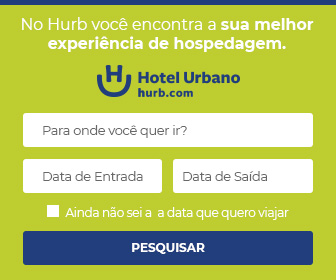 No Hurb você encontra a sua melhor
experiência de hospedagem.
Hotel Urbano
hurb.com
Para onde você quer ir?
Data de Entrada
Data de Saída
Ainda não sei a a data que quero viajar
PESQUISAR